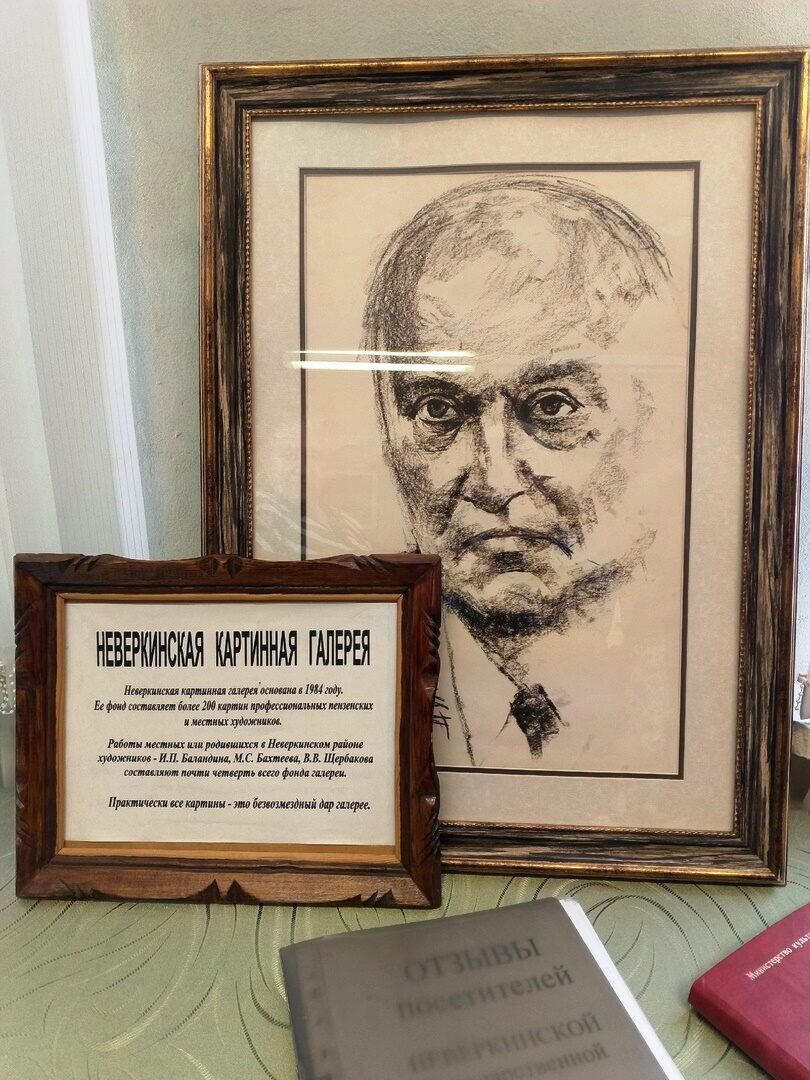 НЕВЕРКИНСКАЯ КАРТИННАЯ ГАЛЕРЕЯ
Неверкинская картинная галерея основана в 1984 году.
Ее фонд составляет более 200 картин профессиональных пензенских
и местных художников.
Работы местных или родившихся в Неверкинском районе
художников - И.П. Баландина, М.С. Бахтеева, В.В. Щербакова
составляют почти четверть всего фонда галереи.
Практически все картины - это безвозмездный дар галерее.
ОТЗЫВЫ
посетителей
НЕВЕРКИНСКОЙ
Министерство